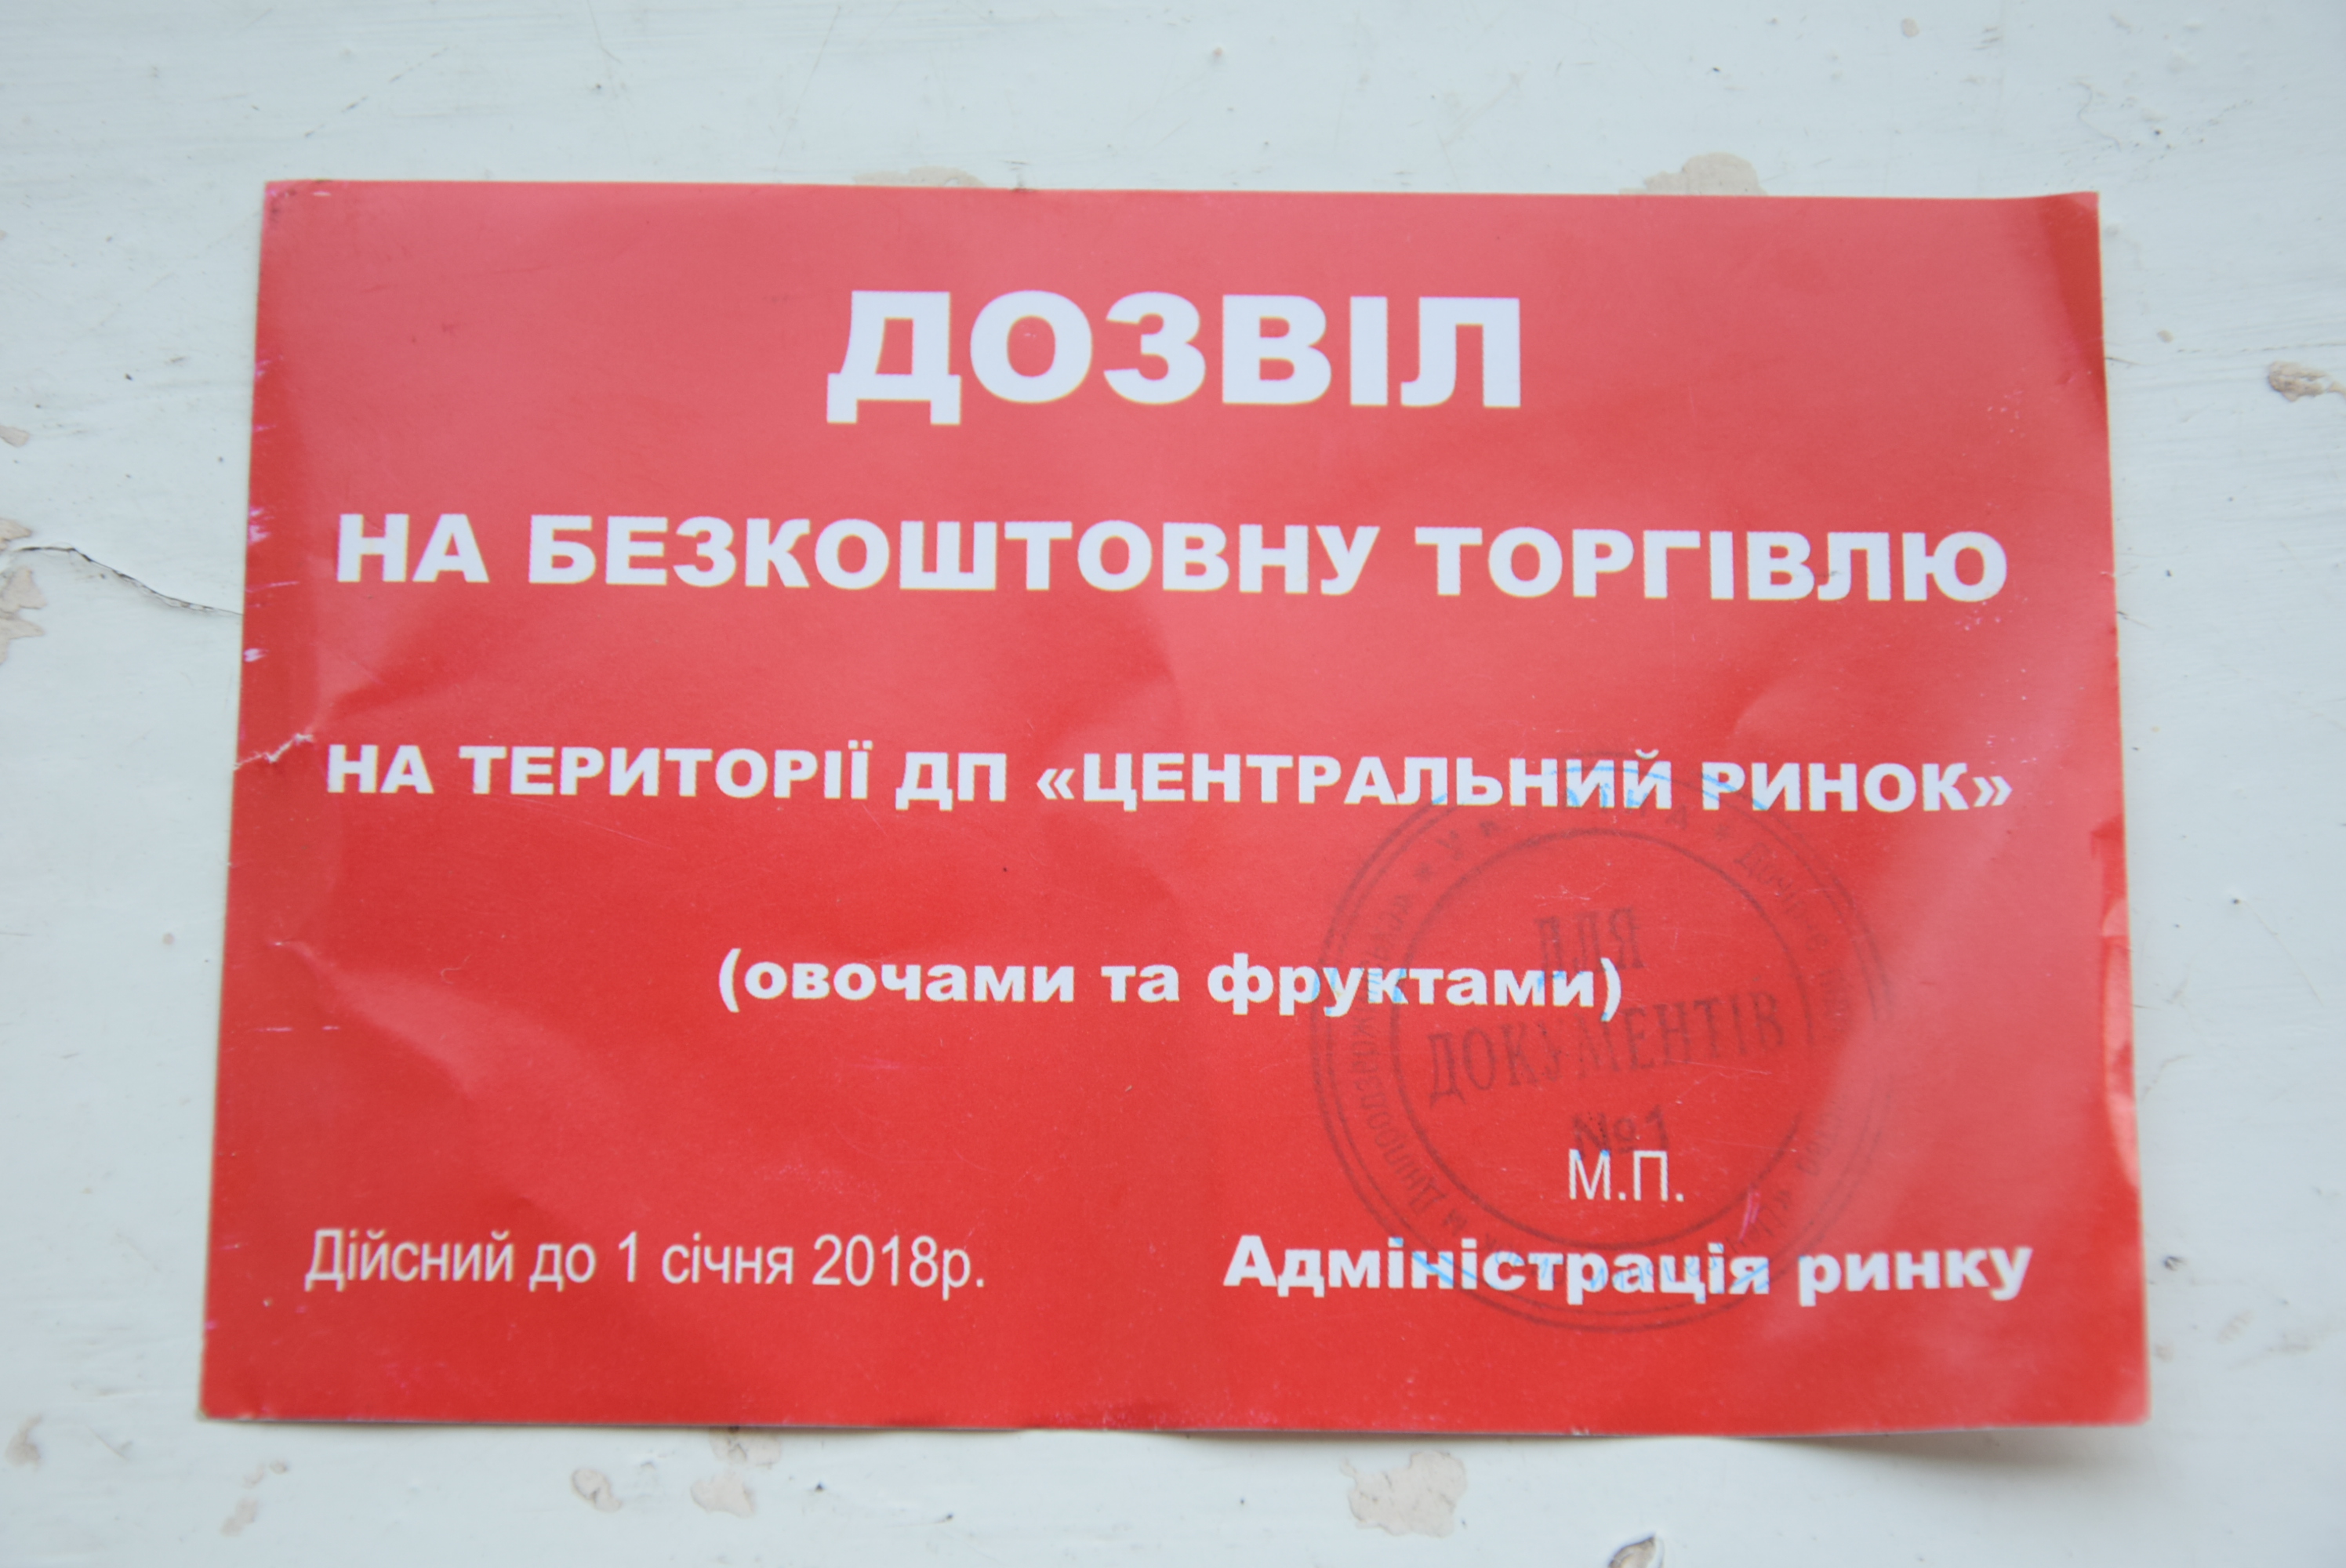 ДОЗВІЛ
НА БЕЗКОШТОВНУ ТОРГІВЛЮ
НА ТЕРИТОРІЇ ДП «ЦЕНТРАЛЬНИЙ РИНОК»
(овочами та фруктами)
ДЛЯ
ДОКУМЕНТІВ
№1
М.П.
Дійсний до 1 січня 2018р.
Адміністрація ринку